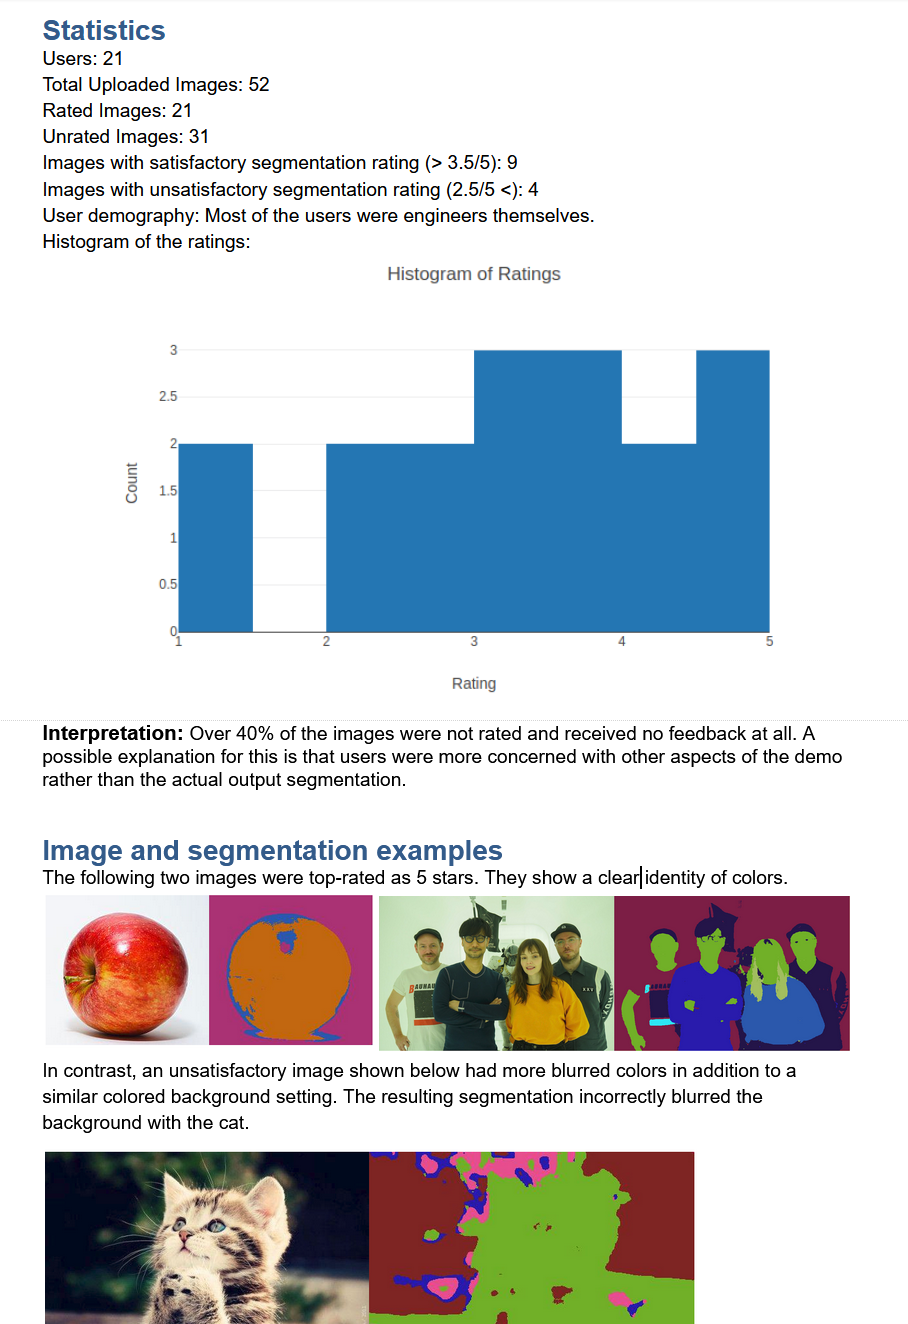 Statistics
Users: 21
Total Uploaded Images: 52
Rated Images: 21
Unrated Images: 31
Images with satisfactory segmentation rating (> 3.5/5): 9
Images with unsatisfactory segmentation rating (2.5/5 <): 4
User demography: Most of the users were engineers themselves.
Histogram of the ratings:
Histogram of Ratings
3
2.5
2
1.5
1
0.5
0
Count
1 2 3 4 5
Rating
Interpretation: Over 40% of the images were not rated and received no feedback at all. A
possible explanation for this is that users were more concerned with other aspects of the demo
rather than the actual output segmentation.
Image and segmentation examples
The following two images were top-rated as 5 stars. They show a clear identity of colors.
In contrast, an unsatisfactory image shown below had more blurred colors in addition to a
similar colored background setting. The resulting segmentation incorrectly blurred the
background with the cat.